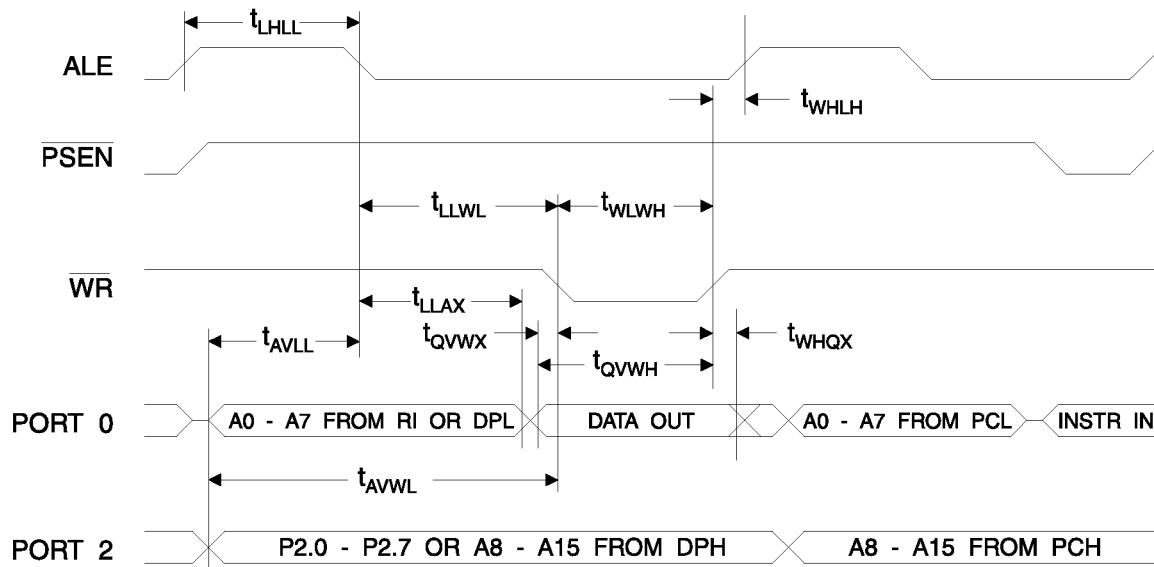 tLHLL
ALE
tWHLH
PSEN
tLLWL
tWLWH
WR
tLLAX
tAVLL
tQVWX
tWHQX
tQVWH
PORT 0
A0 - A7 FROM RI OR DPL
DATA OUT
A0 - A7 FROM PCL
INSTR IN
tAVWL
PORT 2
P2.0 - P2.7 OR A8 - A15 FROM DPH
A8 - A15 FROM PCH